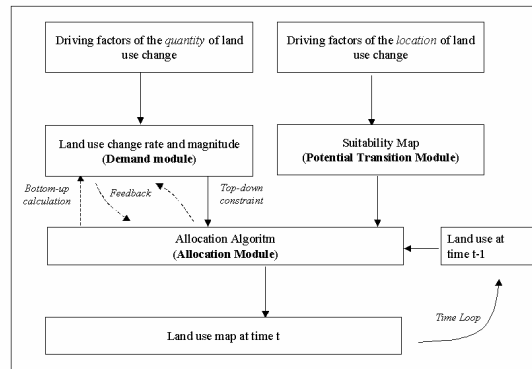 Driving factors of the quantity of land
use change
Driving factors of the location of land
use change
Land use change rate and magnitude
(Demand module)
Suitability Map
(Potential Transition Module)
Bottom-up
calculation
Feedback
Top-down
constraint
Allocation Algoritm
(Allocation Module)
Land use at
time t-1
Land use map at time t
Time Loop